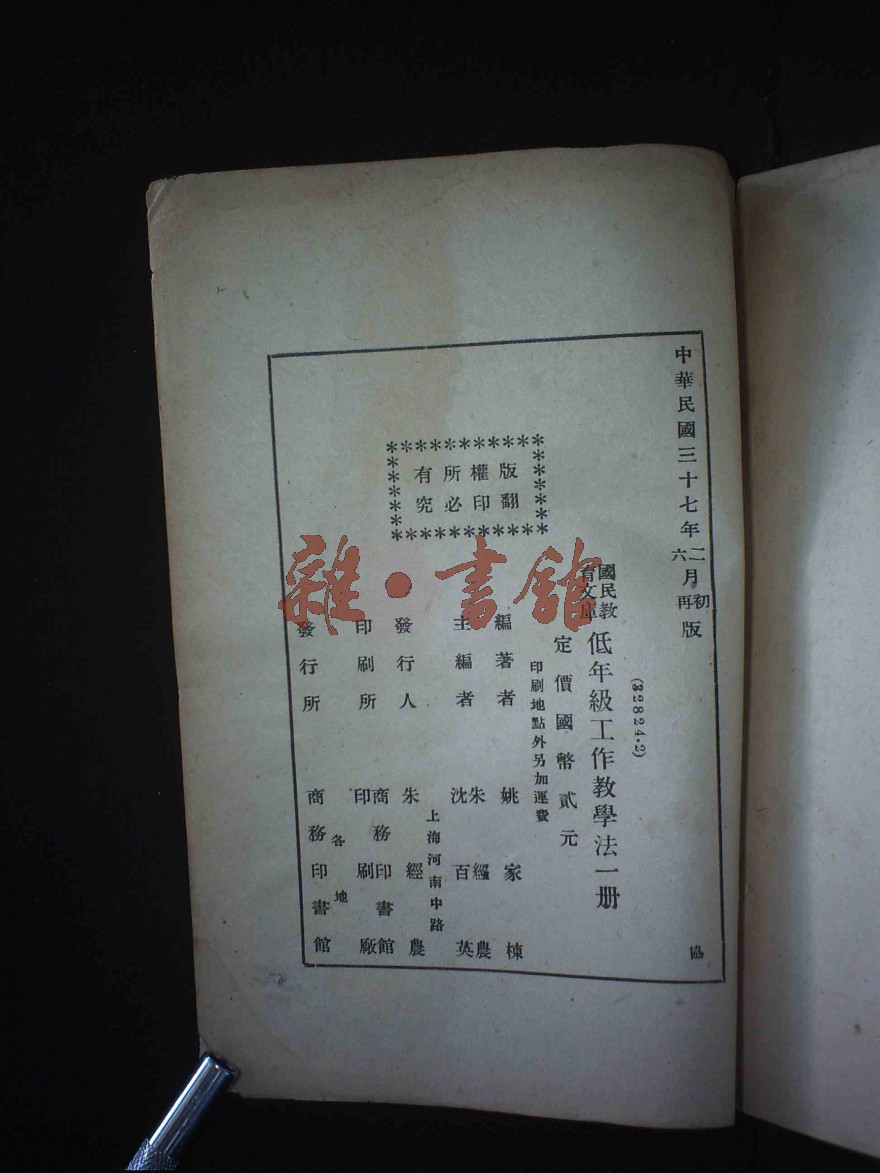 中華民國三十七年二月初版
六月再版
(32824·2)
國民教育文庫
低年級工作教學法一册
定價國幣貳元
印刷地點外另加運費
版權所有
翻印必究
編著者 姚家棟
主編者 朱經農 沈百英
發行人 朱經農
上海河南中路
印刷所 商務印書館印刷廠
發行所 各地 商務印書館
協
雜·書館